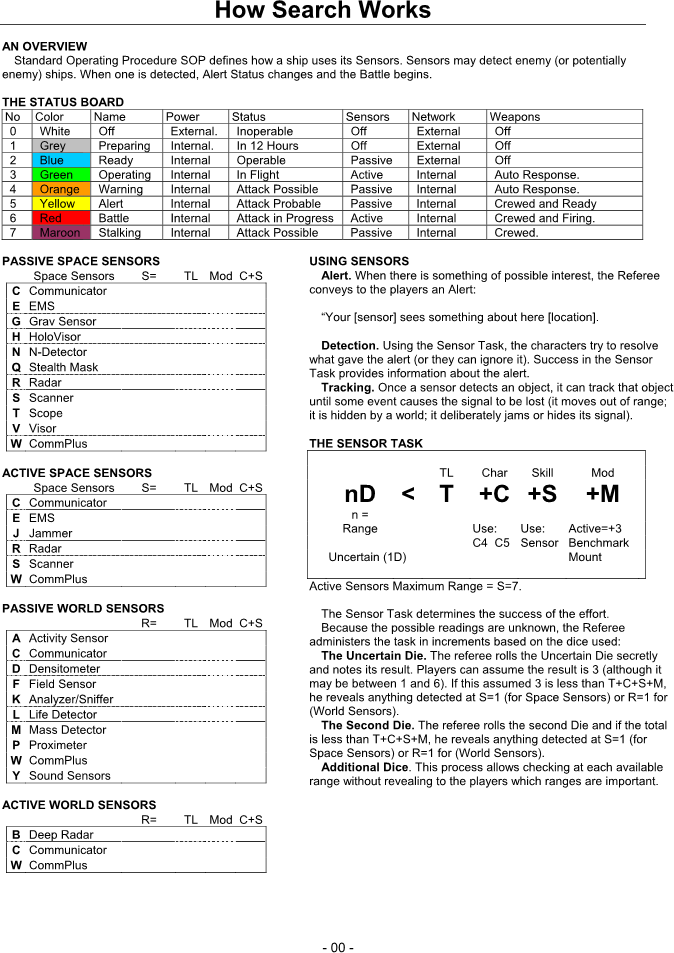 How Search Works
AN OVERVIEW
Standard Operating Procedure SOP defines how a ship uses its Sensors. Sensors may detect enemy (or potentially
enemy) ships. When one is detected, Alert Status changes and the Battle begins.
THE STATUS BOARD
No Color Name Power Status Sensors Network Weapons
0 White Off External. Inoperable Off External Off
1 Grey Preparing Internal. In 12 Hours Off External Off
2 Blue Ready Internal Operable Passive External Off
3 Green Operating Internal In Flight Active Internal Auto Response.
4 Orange Warning Internal Attack Possible Passive Internal Auto Response.
5 Yellow Alert Internal Attack Probable Passive Internal Crewed and Ready
6 Red Battle Internal Attack in Progress Active Internal Crewed and Firing.
7 Maroon Stalking Internal Attack Possible Passive Internal Crewed.
PASSIVE SPACE SENSORS
Space Sensors S= TL Mod C+S
C Communicator
E EMS
G Grav Sensor
H HoloVisor
N N-Detector
Q Stealth Mask
R Radar
S Scanner
T Scope
V Visor
W CommPlus
ACTIVE SPACE SENSORS
Space Sensors S= TL Mod C+S
C Communicator
E EMS
J Jammer
R Radar
S Scanner
W CommPlus
PASSIVE WORLD SENSORS
R= TL Mod C+S
A Activity Sensor
C Communicator
D Densitometer
F Field Sensor
K Analyzer/Sniffer
L Life Detector
M Mass Detector
P Proximeter
W CommPlus
Y Sound Sensors
ACTIVE WORLD SENSORS
R= TL Mod C+S
B Deep Radar
C Communicator
W CommPlus
USING SENSORS
Alert. When there is something of possible interest, the Referee
conveys to the players an Alert:
“Your [sensor] sees something about here [location].
Detection. Using the Sensor Task, the characters try to resolve
what gave the alert (or they can ignore it). Success in the Sensor
Task provides information about the alert.
Tracking. Once a sensor detects an object, it can track that object
until some event causes the signal to be lost (it moves out of range;
it is hidden by a world; it deliberately jams or hides its signal).
THE SENSOR TASK
TL Char Skill Mod
nD < T +C +S +M
n =
Range Use: Use: Active=+3
C4 C5 Sensor Benchmark
Uncertain (1D) Mount
Active Sensors Maximum Range = S=7.
The Sensor Task determines the success of the effort.
Because the possible readings are unknown, the Referee
administers the task in increments based on the dice used:
The Uncertain Die. The referee rolls the Uncertain Die secretly
and notes its result. Players can assume the result is 3 (although it
may be between 1 and 6). If this assumed 3 is less than T+C+S+M,
he reveals anything detected at S=1 (for Space Sensors) or R=1 for
(World Sensors).
The Second Die. The referee rolls the second Die and if the total
is less than T+C+S+M, he reveals anything detected at S=1 (for
Space Sensors) or R=1 for (World Sensors).
Additional Dice. This process allows checking at each available
range without revealing to the players which ranges are important.
- 00 -